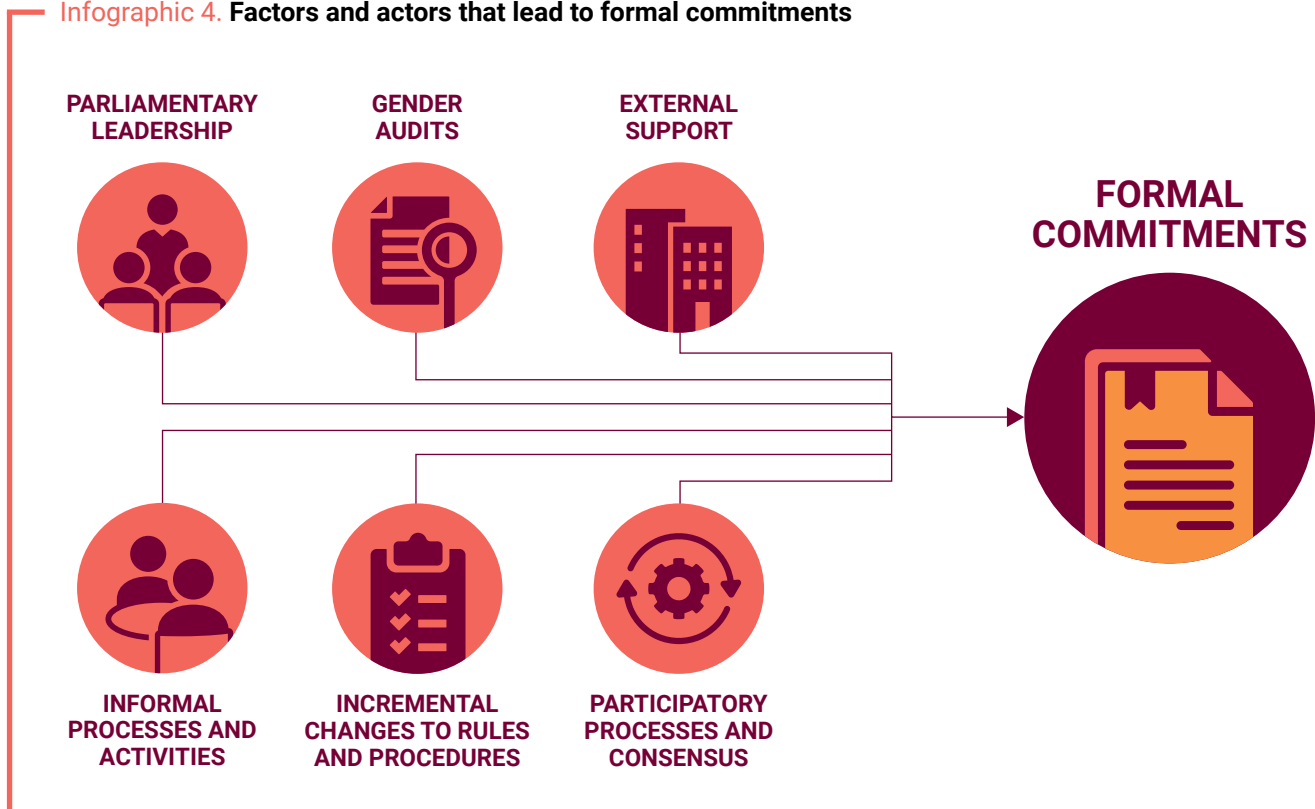 Infographic 4. Factors and actors that lead to formal commitments
PARLIAMENTARY
LEADERSHIP
GENDER
AUDITS
EXTERNAL
SUPPORT
FORMAL
COMMITMENTS
INFORMAL
PROCESSES AND
ACTIVITIES
INCREMENTAL
CHANGES TO RULES
AND PROCEDURES
PARTICIPATORY
PROCESSES AND
CONSENSUS